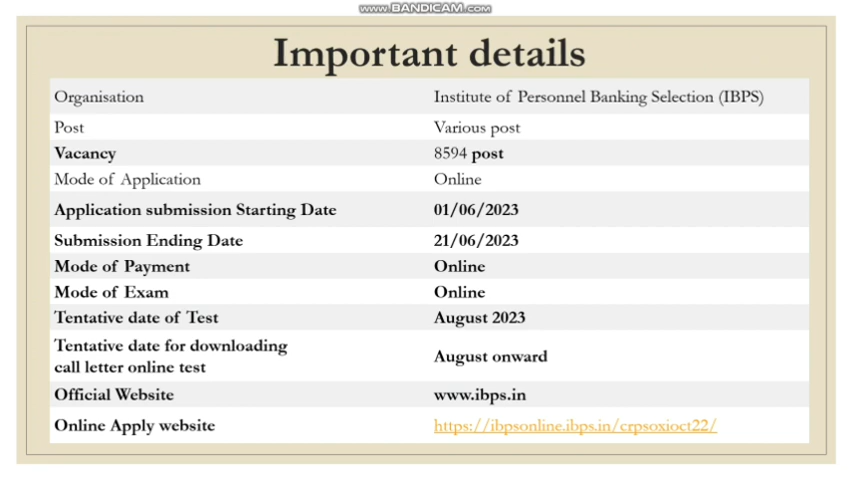 www.BANDICAM.com
Important details
Organisation Institute of Personnel Banking Selection (IBPS)
Post Various post
Vacancy 8594 post
Mode of Application Online
Application submission Starting Date 01/06/2023
Submission Ending Date 21/06/2023
Mode of Payment Online
Mode of Exam Online
Tentative date of Test August 2023
Tentative date for downloading
call letter online test August onward
Official Website www.ibps.in
Online Apply website https://ibpsonline.ibps.in/crpsoxioct22/